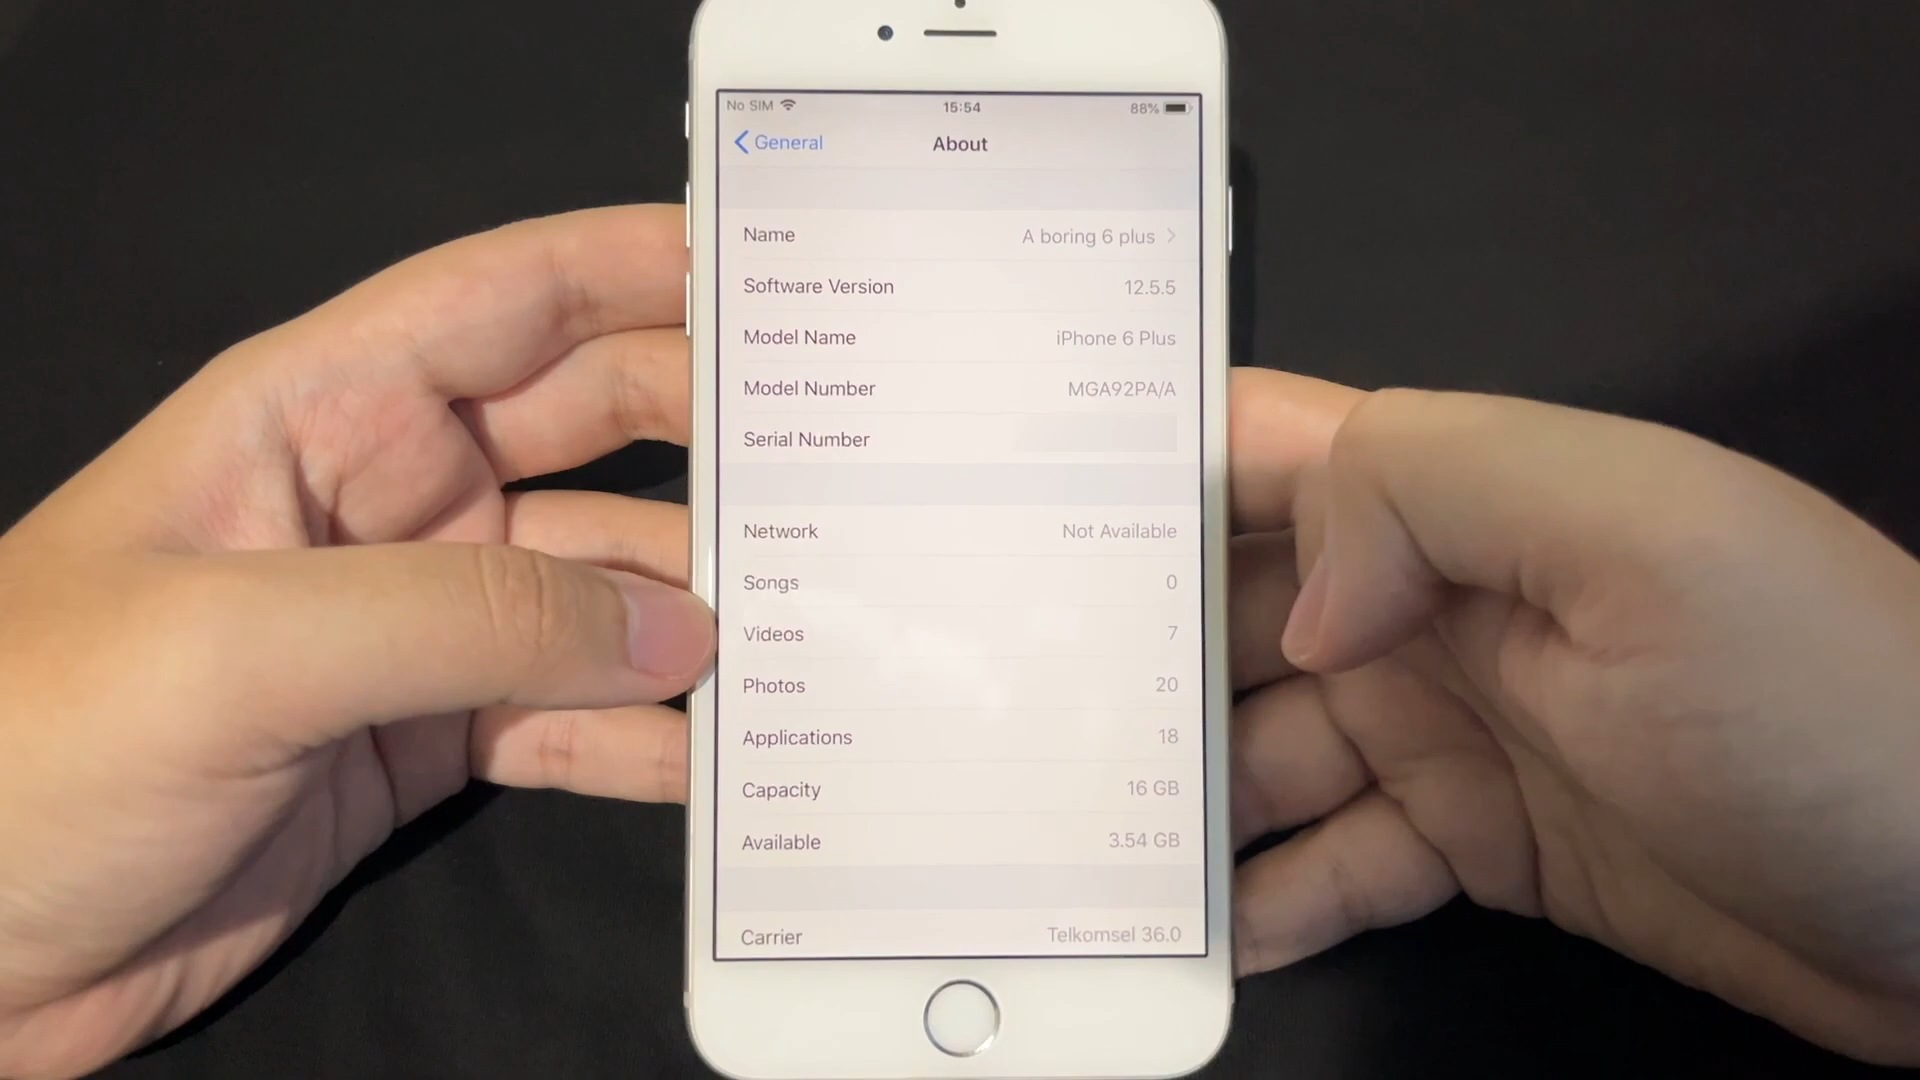 No SIM 15:54 88%
General About
Name A boring 6 plus
Software Version 12.5.5
Model Name iPhone 6 Plus
Model Number MGA92PA/A
Serial Number
Network Not Available
Songs 0
Videos 7
Photos 20
Applications 18
Capacity 16 GB
Available 3.54 GB
Carrier Telkomsel 36.0